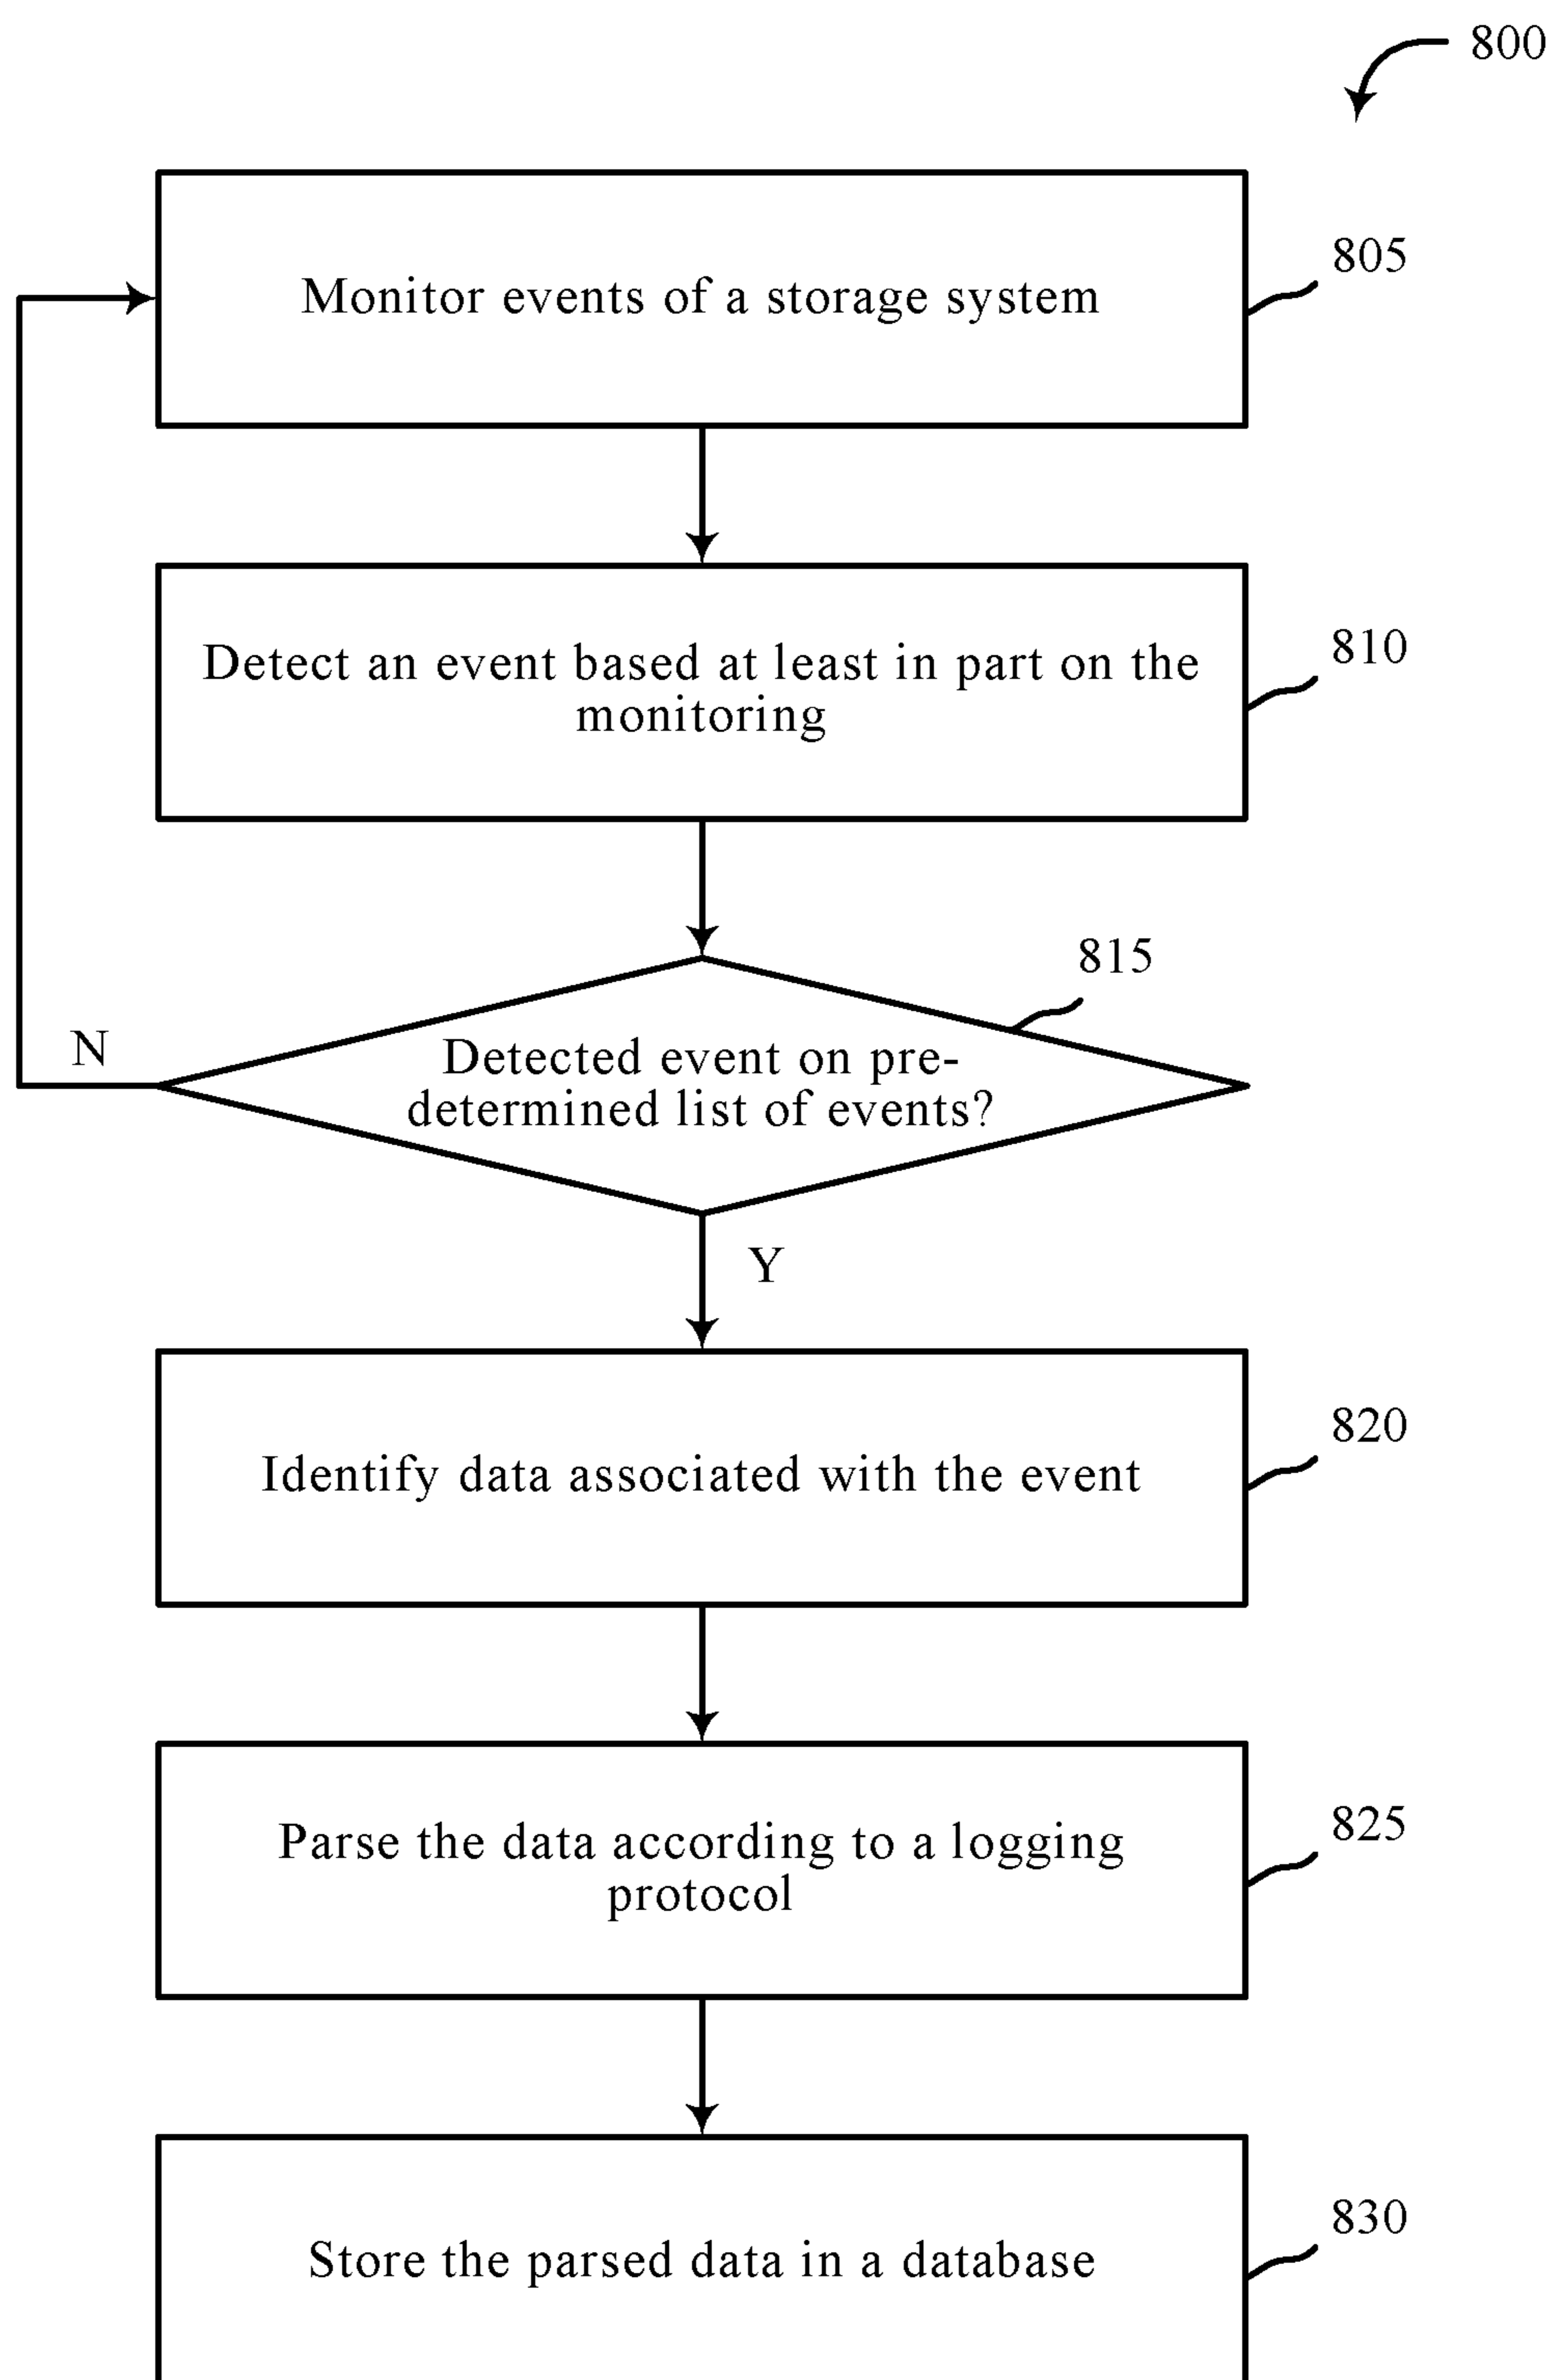 800
805
Monitor events of a storage system
810
Detect an event based at least in part on the
monitoring
815
Detected event on pre-
determined list of events?
N
Y
820
Identify data associated with the event
825
Parse the data according to a logging
protocol
830
Store the parsed data in a database